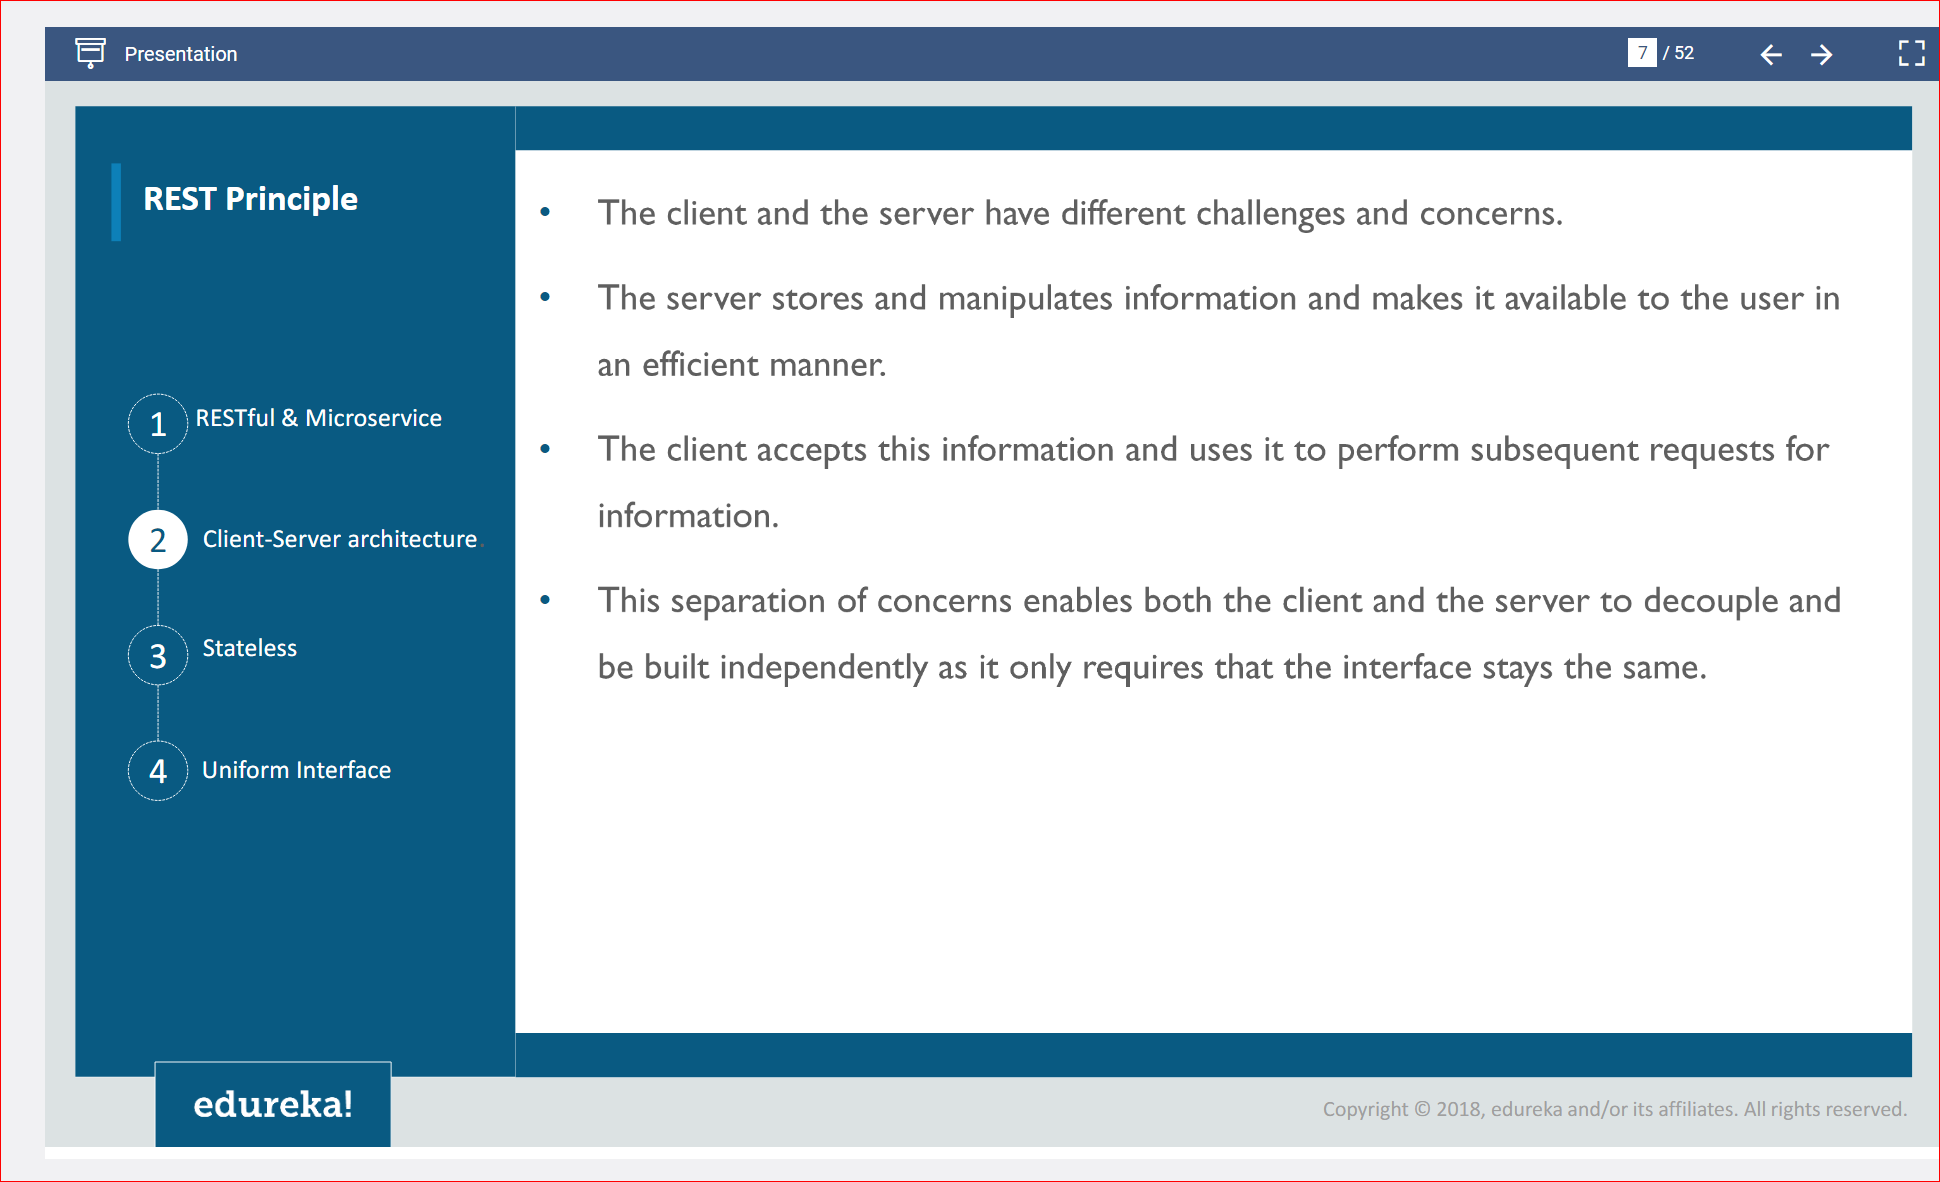 Presentation
7 / 52
REST Principle
1 RESTful & Microservice
2 Client-Server architecture.
3 Stateless
4 Uniform Interface
• The client and the server have different challenges and concerns.
• The server stores and manipulates information and makes it available to the user in
an efficient manner.
• The client accepts this information and uses it to perform subsequent requests for
information.
• This separation of concerns enables both the client and the server to decouple and
be built independently as it only requires that the interface stays the same.
edureka!
Copyright © 2018, edureka and/or its affiliates. All rights reserved.